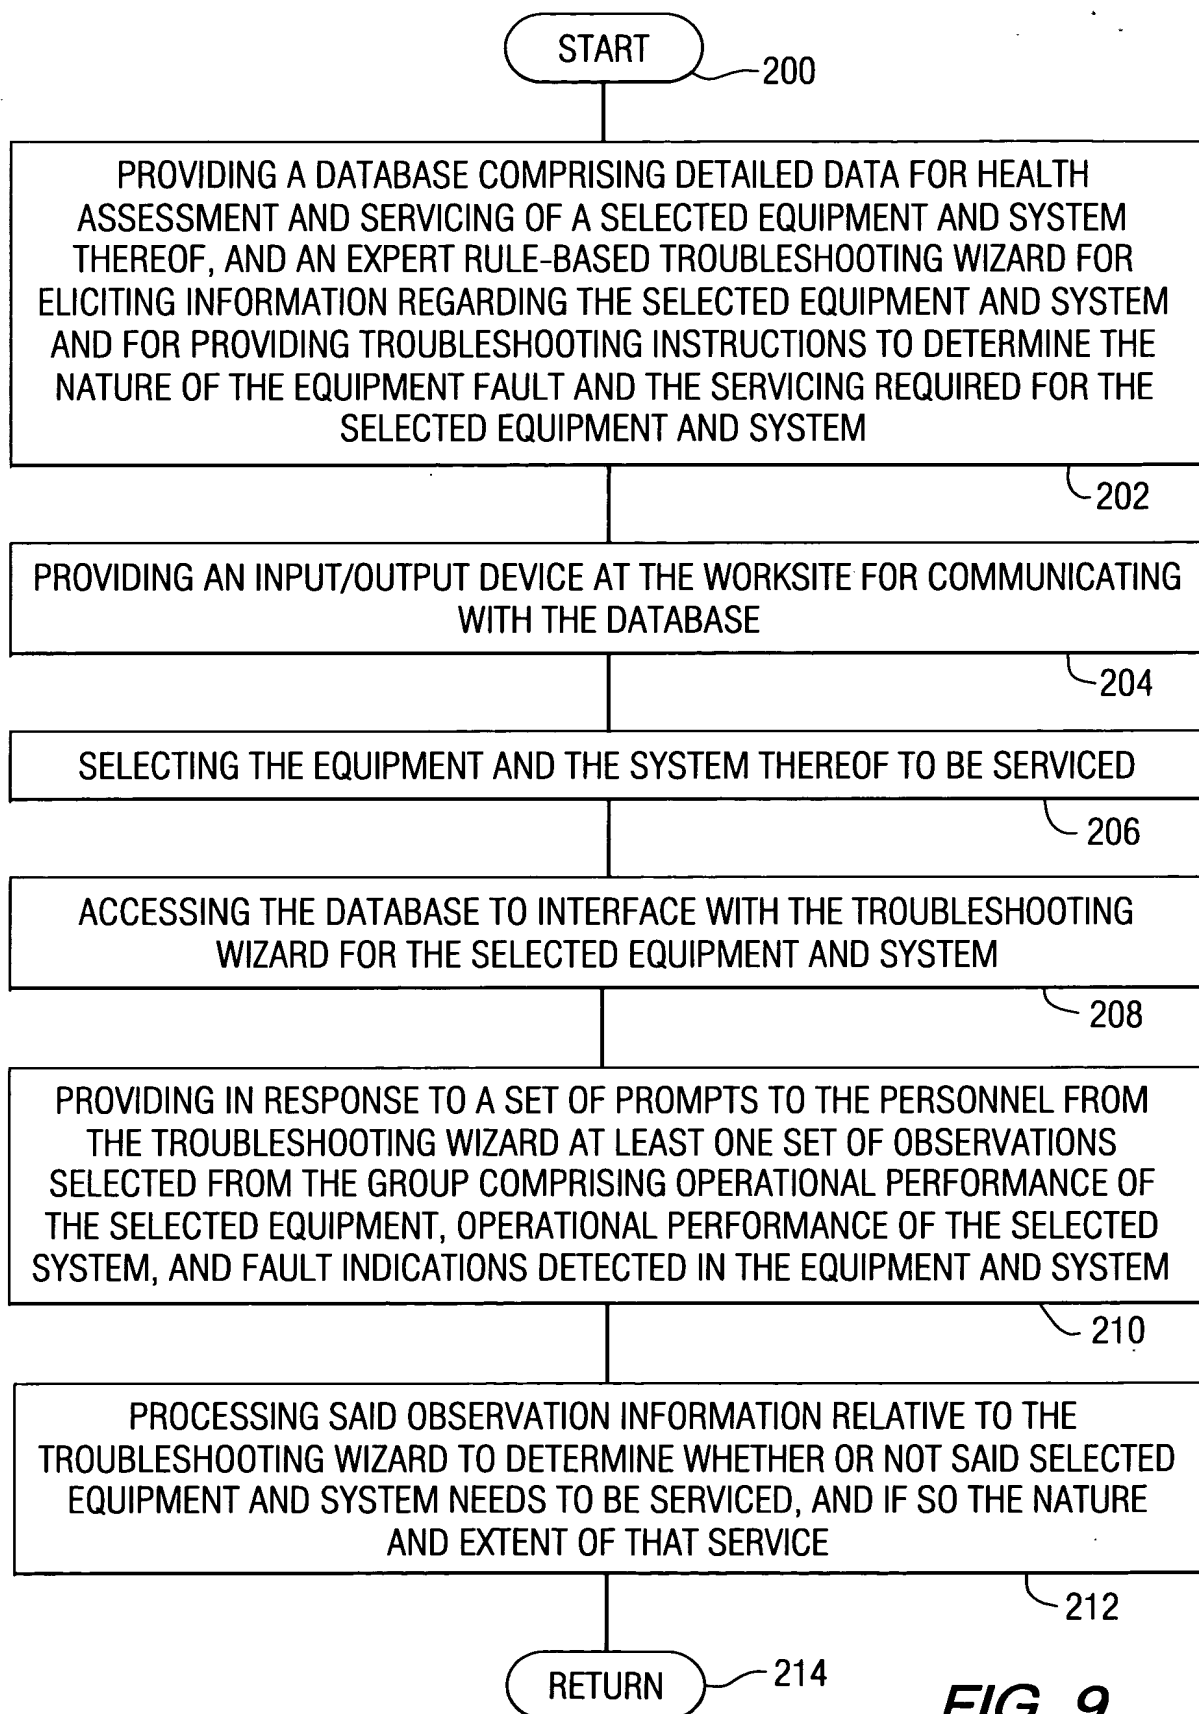 START
200
PROVIDING A DATABASE COMPRISING DETAILED DATA FOR HEALTH
ASSESSMENT AND SERVICING OF A SELECTED EQUIPMENT AND SYSTEM
THEREOF, AND AN EXPERT RULE-BASED TROUBLESHOOTING WIZARD FOR
ELICITING INFORMATION REGARDING THE SELECTED EQUIPMENT AND SYSTEM
AND FOR PROVIDING TROUBLESHOOTING INSTRUCTIONS TO DETERMINE THE
NATURE OF THE EQUIPMENT FAULT AND THE SERVICING REQUIRED FOR THE
SELECTED EQUIPMENT AND SYSTEM
202
PROVIDING AN INPUT/OUTPUT DEVICE AT THE WORKSITE FOR COMMUNICATING
WITH THE DATABASE
204
SELECTING THE EQUIPMENT AND THE SYSTEM THEREOF TO BE SERVICED
206
ACCESSING THE DATABASE TO INTERFACE WITH THE TROUBLESHOOTING
WIZARD FOR THE SELECTED EQUIPMENT AND SYSTEM
208
PROVIDING IN RESPONSE TO A SET OF PROMPTS TO THE PERSONNEL FROM
THE TROUBLESHOOTING WIZARD AT LEAST ONE SET OF OBSERVATIONS
SELECTED FROM THE GROUP COMPRISING OPERATIONAL PERFORMANCE OF
THE SELECTED EQUIPMENT, OPERATIONAL PERFORMANCE OF THE SELECTED
SYSTEM, AND FAULT INDICATIONS DETECTED IN THE EQUIPMENT AND SYSTEM
210
PROCESSING SAID OBSERVATION INFORMATION RELATIVE TO THE
TROUBLESHOOTING WIZARD TO DETERMINE WHETHER OR NOT SAID SELECTED
EQUIPMENT AND SYSTEM NEEDS TO BE SERVICED, AND IF SO THE NATURE
AND EXTENT OF THAT SERVICE
212
RETURN
214
FIG. 9